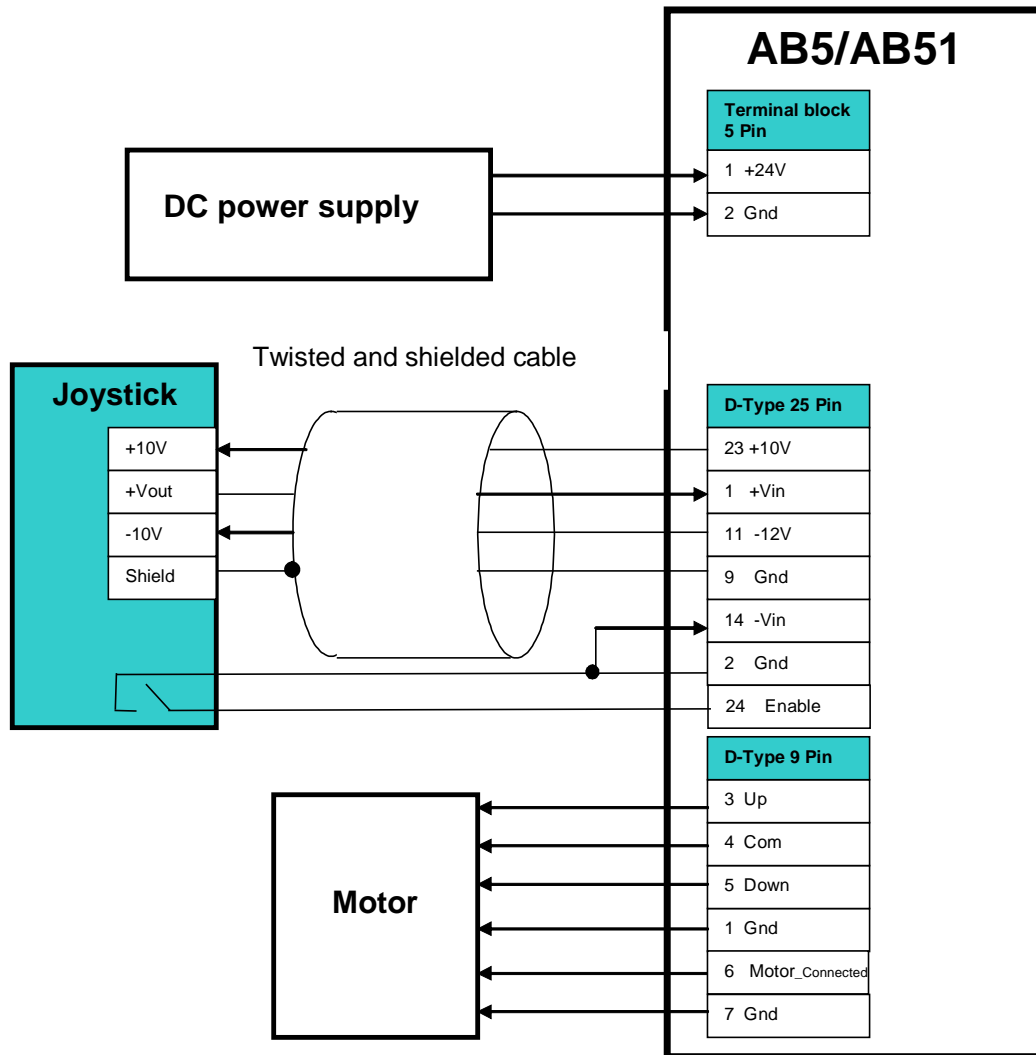 AB5/AB51
Terminal block
5 Pin
1 +24V
2 Gnd
DC power supply
Twisted and shielded cable
Joystick
+10V
+Vout
-10V
Shield
D-Type 25 Pin
23 +10V
1 +Vin
11 -12V
9 Gnd
14 -Vin
2 Gnd
24 Enable
D-Type 9 Pin
3 Up
4 Com
5 Down
1 Gnd
6 Motor_Connected
7 Gnd
Motor